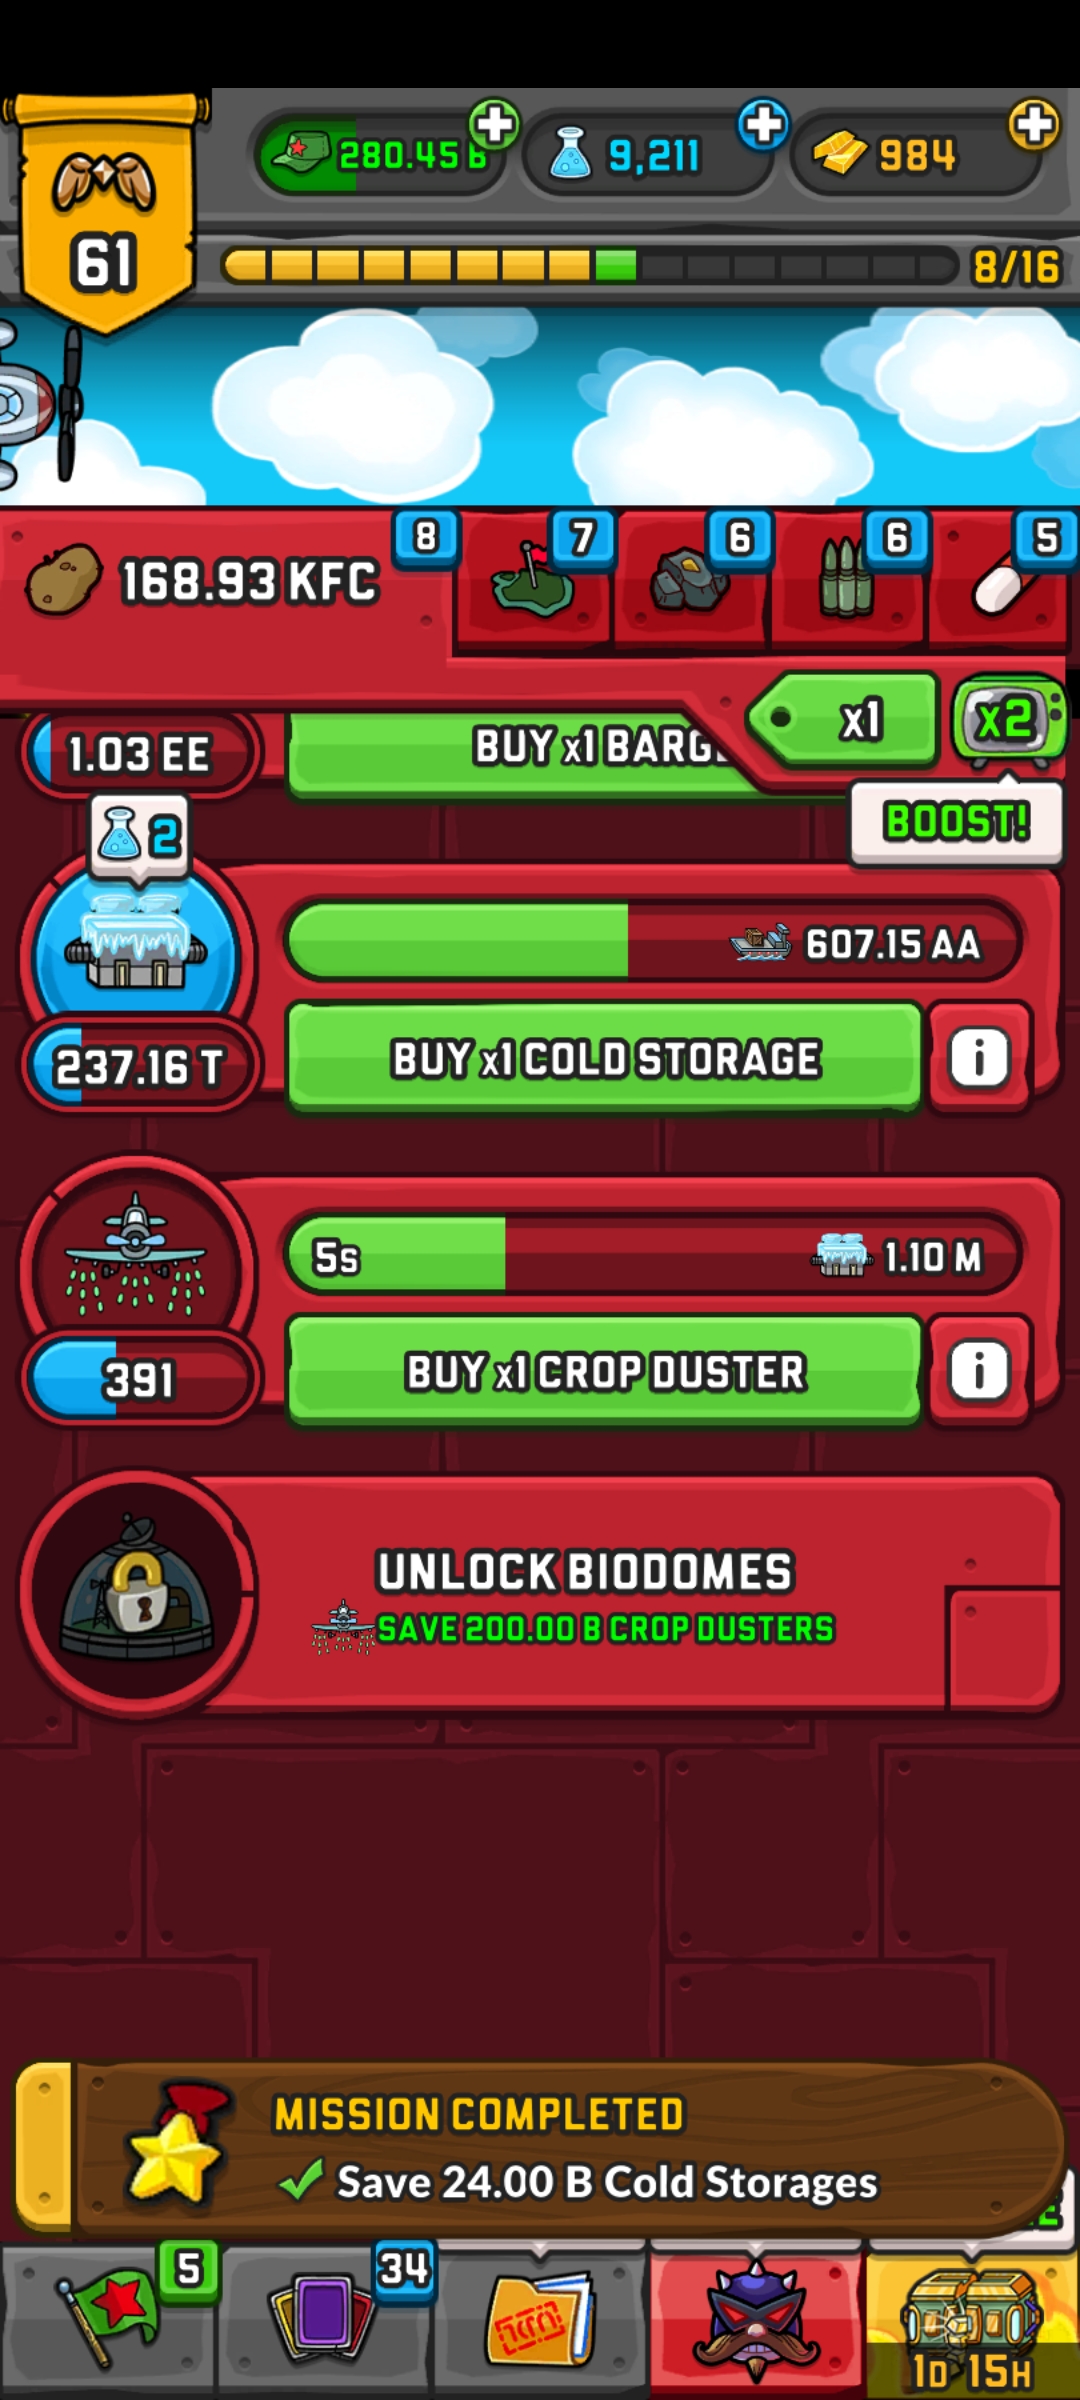 280.45 B
9,211
984
61
8/16
168.93 KFC
8
7
6
6
5
x1
x2
1.03 EE
BUY x1 BARG
BOOST!
2
607.15 AA
237.16 T
BUY x1 COLD STORAGE
i
5s
1.10 M
391
BUY x1 CROP DUSTER
i
UNLOCK BIODOMES
SAVE 200.00 B CROP DUSTERS
MISSION COMPLETED
Save 24.00 B Cold Storages
5
34
1D 15H